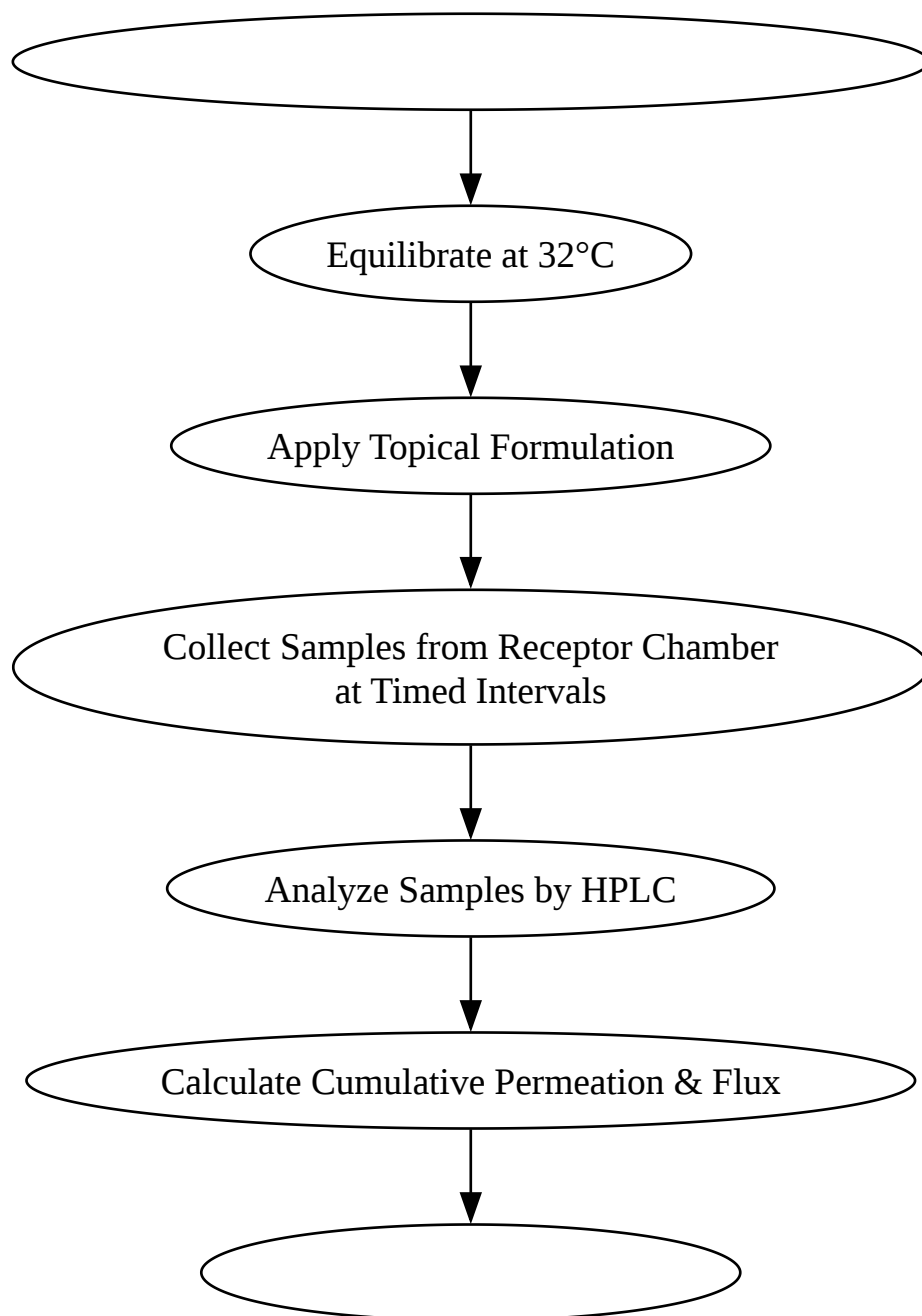 Equilibrate at 32°C
Apply Topical Formulation
Collect Samples from Receptor Chamber
at Timed Intervals
Analyze Samples by HPLC
Calculate Cumulative Permeation & Flux